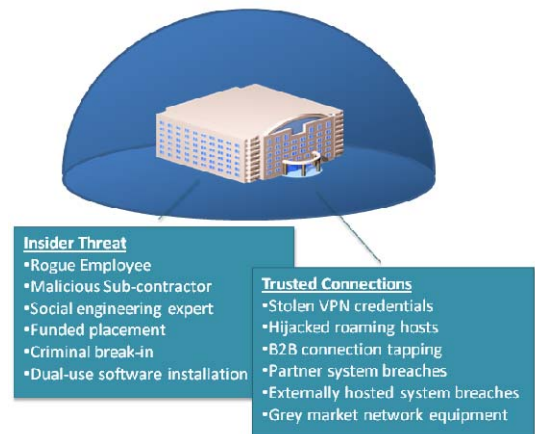 Insider Threat
•Rogue Employee
•Malicious Sub-contractor
•Social engineering expert
•Funded placement
•Criminal break-in
•Dual-use software installation
Trusted Connections
•Stolen VPN credentials
•Hijacked roaming hosts
•B2B connection tapping
•Partner system breaches
•Externally hosted system breaches
•Grey market network equipment